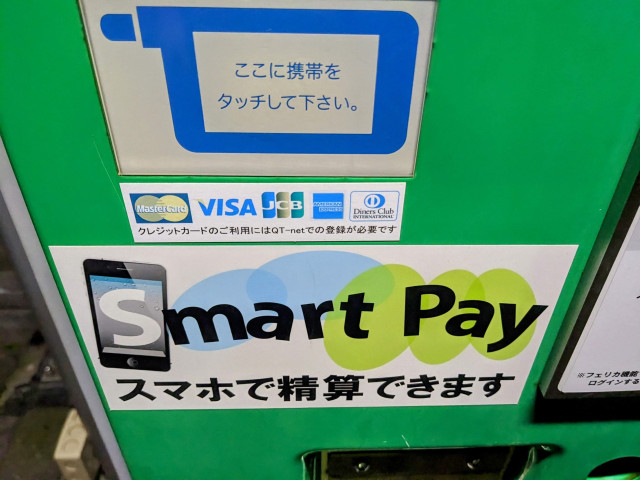 ここに携帯を
タッチして下さい。
MasterCard VISA JCB AMERICAN EXPRESS Diners Club INTERNATIONAL
クレジットカードのご利用にはQT-netでの登録が必要です
Smart Pay
スマホで精算できます
※フェリカ機能
ログインする